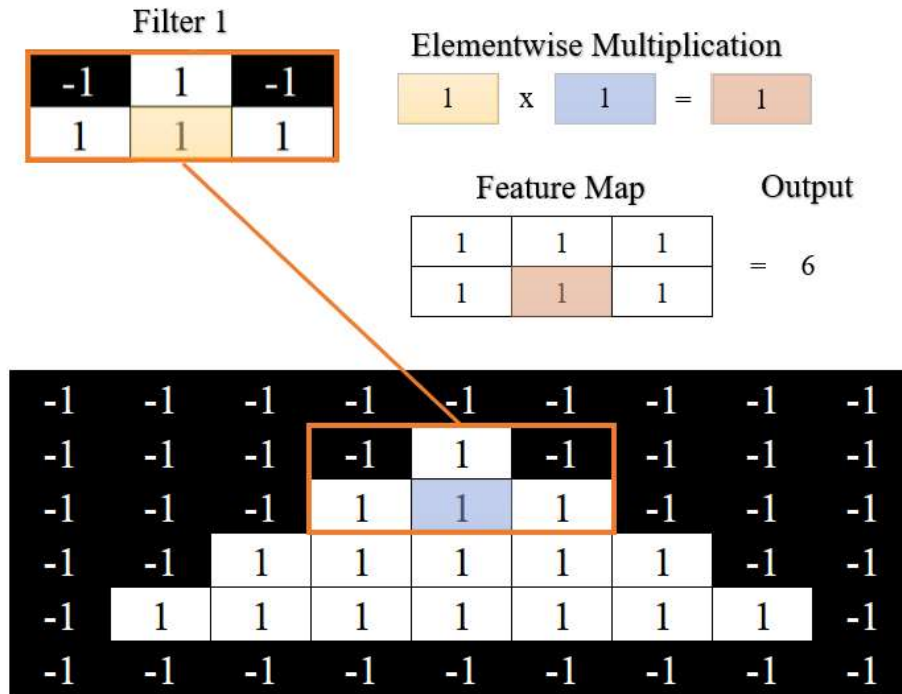 Filter 1
-1 1 -1
1 1 1
Elementwise Multiplication
1 x 1 = 1
Feature Map Output
1 1 1
1 1 1
= 6
-1 -1 -1 -1 -1 -1 -1 -1 -1
-1 -1 -1 -1 1 -1 -1 -1 -1
-1 -1 -1 1 1 1 -1 -1 -1
-1 -1 1 1 1 1 1 -1 -1
-1 1 1 1 1 1 1 1 -1
-1 -1 -1 -1 -1 -1 -1 -1 -1